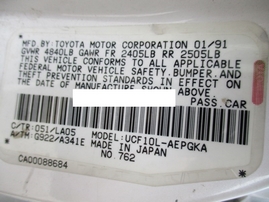 MFD. BY: TOYOTA MOTOR CORPORATION 01/91
GVWR 4840LB GAWR FR 2405LB RR 2505LB
THIS VEHICLE CONFORMS TO ALL APPLICABLE
FEDERAL MOTOR VEHICLE SAFETY, BUMPER, AND
THEFT PREVENTION STANDARDS IN EFFECT ON
THE DATE OF MANUFACTURE SHOWN ABOVE.
PASS. CAR
C/TR: 051/LA05 MODEL: UCF10L-AEPGKA
A/TM: G922/A341E MADE IN JAPAN
NO. 762
CA00088684